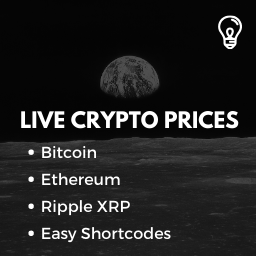 LIVE CRYPTO PRICES
• Bitcoin
• Ethereum
• Ripple XRP
• Easy Shortcodes